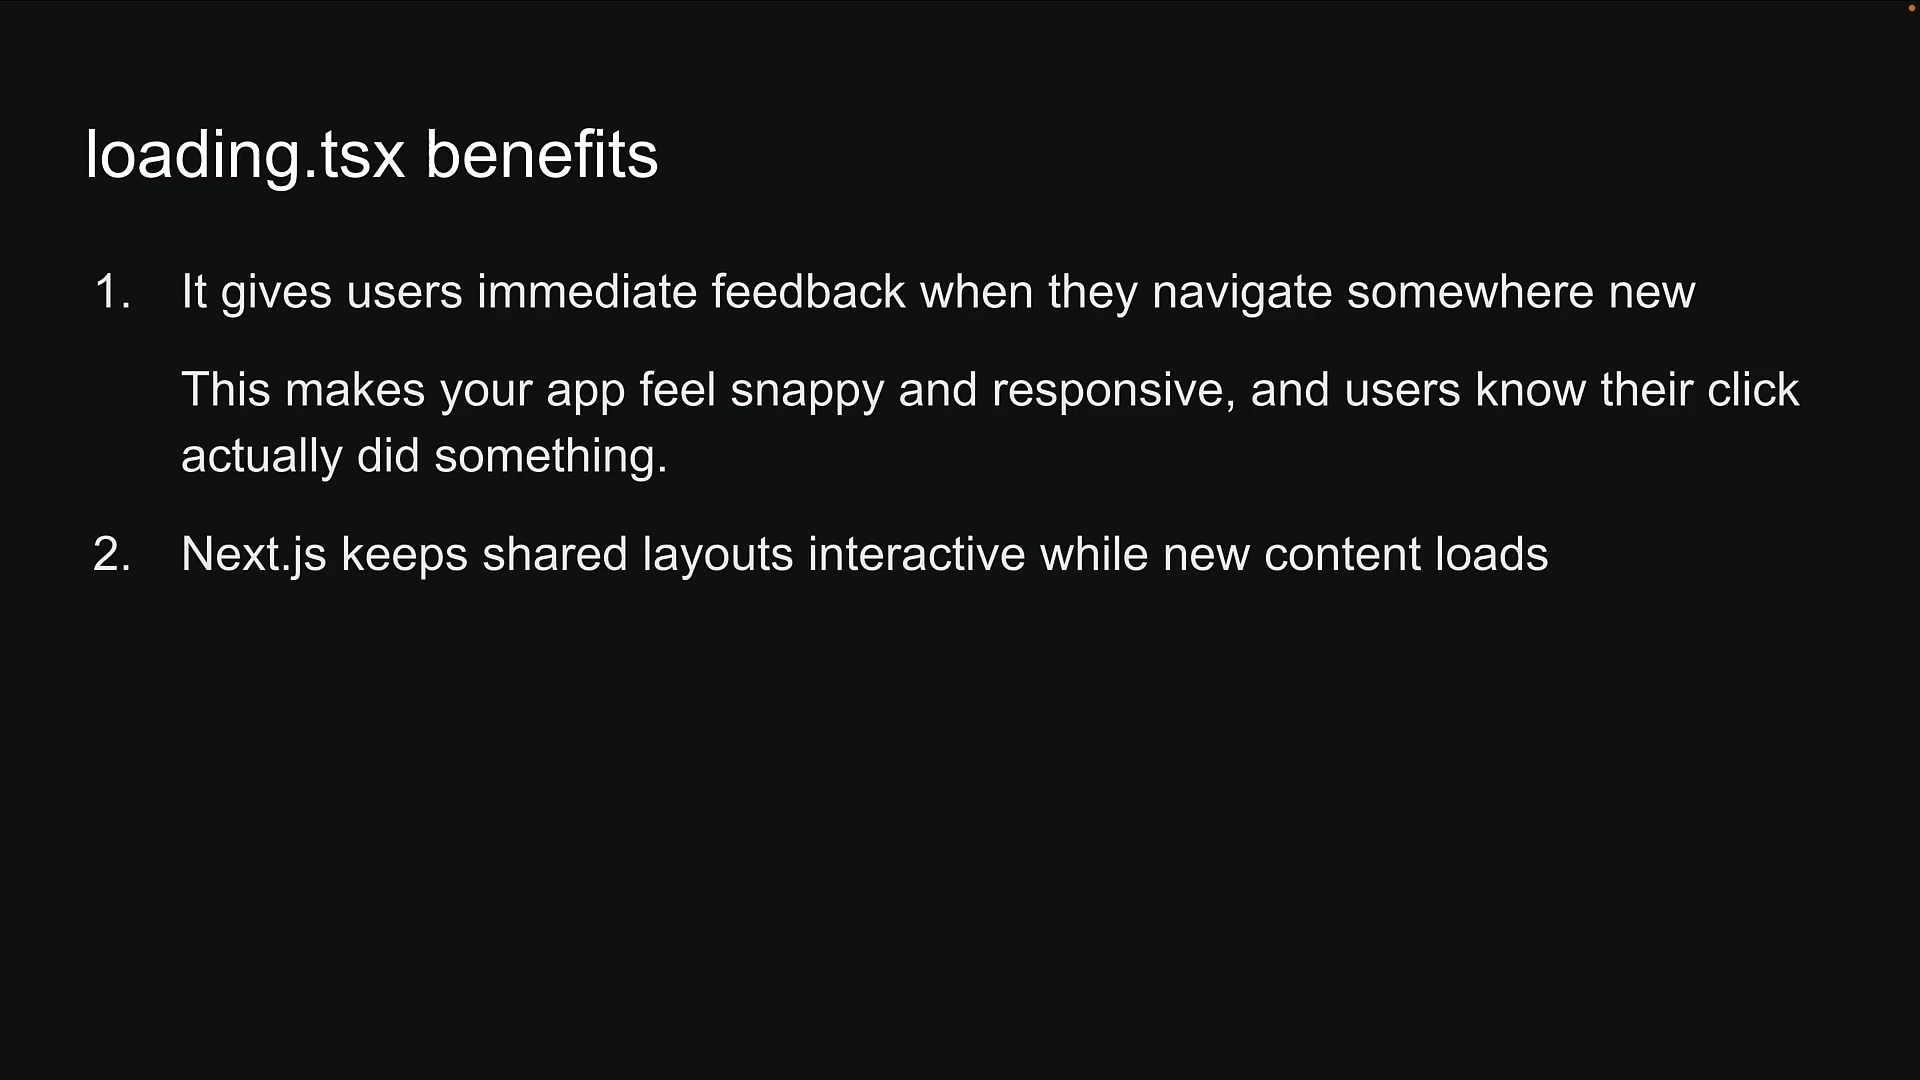 loading.tsx benefits
1. It gives users immediate feedback when they navigate somewhere new
This makes your app feel snappy and responsive, and users know their click
actually did something.
2. Next.js keeps shared layouts interactive while new content loads